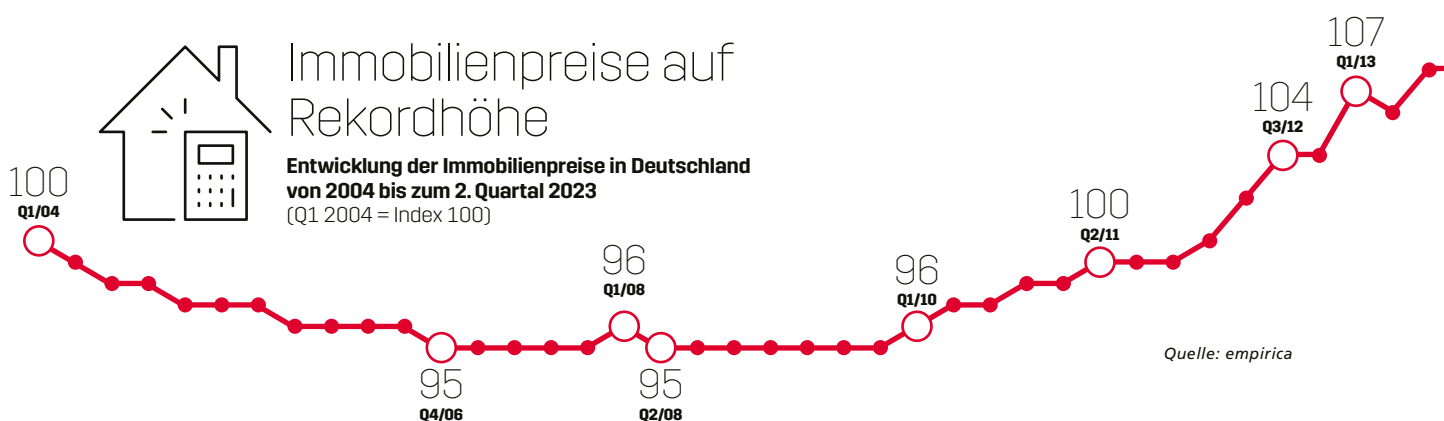 Immobilienpreise auf
Rekordhöhe
Entwicklung der Immobilienpreise in Deutschland
von 2004 bis zum 2. Quartal 2023
(Q1 2004 = Index 100)
100
Q1/04
95
Q4/06
96
Q1/08
95
Q2/08
96
Q1/10
100
Q2/11
104
Q3/12
107
Q1/13
Quelle: empirica